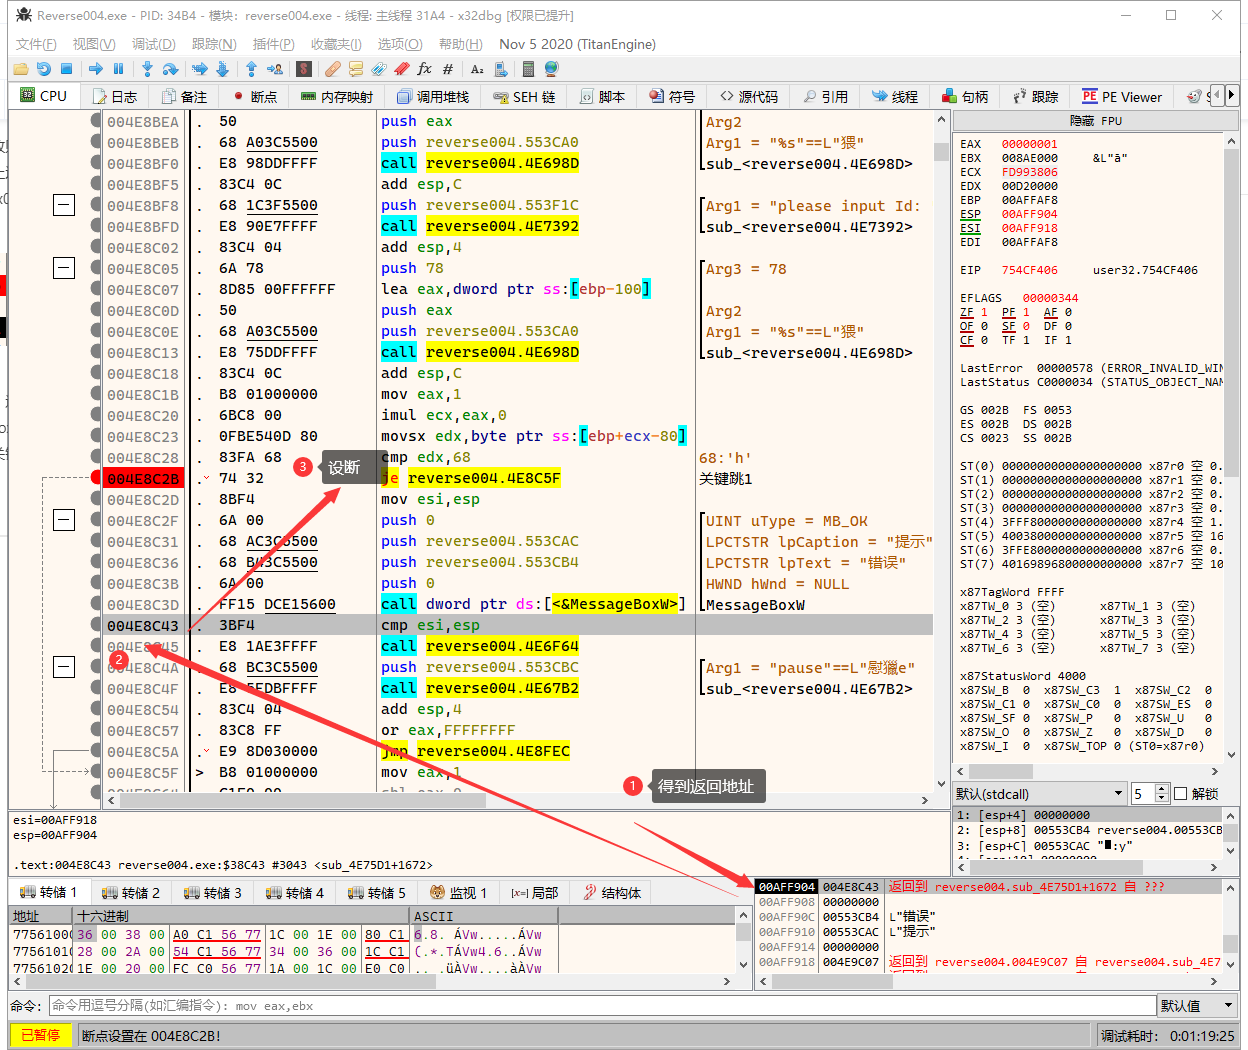 Reverse004.exe - PID: 34B4 - 模块: reverse004.exe - 线程: 主线程 31A4 - x32dbg [权限已提升]
文件(F) 视图(V) 调试(D) 跟踪(N) 插件(P) 收藏夹(I) 选项(O) 帮助(H) Nov 5 2020 (TitanEngine)
CPU 日志 备注 断点 内存映射 调用堆栈 SEH 链 脚本 符号 源代码 引用 线程 句柄 跟踪 PE Viewer
004E8BEA . 50 push eax Arg2
004E8BEB . 68 A03C5500 push reverse004.553CA0 Arg1 = "%s"==L"猥"
004E8BF0 . E8 98DDFFFF call reverse004.4E698D sub_<reverse004.4E698D>
004E8BF5 . 83C4 0C add esp,C
004E8BF8 . 68 1C3F5500 push reverse004.553F1C Arg1 = "please input Id:
004E8BFD . E8 90E7FFFF call reverse004.4E7392 sub_<reverse004.4E7392>
004E8C02 . 83C4 04 add esp,4
004E8C05 . 6A 78 push 78 Arg3 = 78
004E8C07 . 8D85 00FFFFFF lea eax,dword ptr ss:[ebp-100]
004E8C0D . 50 push eax Arg2
004E8C0E . 68 A03C5500 push reverse004.553CA0 Arg1 = "%s"==L"猥"
004E8C13 . E8 75DDFFFF call reverse004.4E698D sub_<reverse004.4E698D>
004E8C18 . 83C4 0C add esp,C
004E8C1B . B8 01000000 mov eax,1
004E8C20 . 6BC8 00 imul ecx,eax,0
004E8C23 . 0FBE540D 80 movsx edx,byte ptr ss:[ebp+ecx-80]
004E8C28 . 83FA 68 cmp edx,68 68:'h'
004E8C2B . 74 32 je reverse004.4E8C5F 关键跳1
3 设断
004E8C2D . 8BF4 mov esi,esp
004E8C2F . 6A 00 push 0 UINT uType = MB_OK
004E8C31 . 68 AC3C5500 push reverse004.553CAC LPCTSTR lpCaption = "提示"
004E8C36 . 68 B43C5500 push reverse004.553CB4 LPCTSTR lpText = "错误"
004E8C3B . 6A 00 push 0 HWND hWnd = NULL
004E8C3D . FF15 DCE15600 call dword ptr ds:[<&MessageBoxW>] MessageBoxW
004E8C43 . 3BF4 cmp esi,esp
004E8C45 . E8 1AE3FFFF call reverse004.4E6F64
2
004E8C4A . 68 BC3C5500 push reverse004.553CBC Arg1 = "pause"==L"慰獵e"
004E8C4F . E8 5EDBFFFF call reverse004.4E67B2 sub_<reverse004.4E67B2>
004E8C54 . 83C4 04 add esp,4
004E8C57 . 83C8 FF or eax,FFFFFFFF
004E8C5A . E9 8D030000 jmp reverse004.4E8FEC
004E8C5F > B8 01000000 mov eax,1
1 得到返回地址
隐藏 FPU
EAX 00000001
EBX 008AE000 &L"ā"
ECX FD993806
EDX 00D20000
EBP 00AFFAF8
ESP 00AFF904
ESI 00AFF918
EDI 00AFFAF8
EIP 754CF406 user32.754CF406
EFLAGS 00000344
ZF 1 PF 1 AF 0
OF 0 SF 0 DF 0
CF 0 TF 1 IF 1
LastError 00000578 (ERROR_INVALID_WIN
LastStatus C0000034 (STATUS_OBJECT_NAM
GS 002B FS 0053
ES 002B DS 002B
CS 0023 SS 002B
ST(0) 00000000000000000000 x87r0 空 0.
ST(1) 00000000000000000000 x87r1 空 0.
ST(2) 00000000000000000000 x87r2 空 0.
ST(3) 00000000000000000000 x87r3 空 0.
ST(4) 3FFF8000000000000000 x87r4 空 1.
ST(5) 40038000000000000000 x87r5 空 16
ST(6) 3FFE8000000000000000 x87r6 空 0.
ST(7) 40169896800000000000 x87r7 空 10
x87TagWord FFFF
x87TW_0 3 (空) x87TW_1 3 (空)
x87TW_2 3 (空) x87TW_3 3 (空)
x87TW_4 3 (空) x87TW_5 3 (空)
x87TW_6 3 (空) x87TW_7 3 (空)
x87StatusWord 4000
x87SW_B 0 x87SW_C3 1 x87SW_C2 0
x87SW_C1 0 x87SW_C0 0 x87SW_ES 0
x87SW_SF 0 x87SW_P 0 x87SW_U 0
x87SW_O 0 x87SW_Z 0 x87SW_D 0
x87SW_I 0 x87SW_TOP 0 (ST0=x87r0)
默认(stdcall) 5 解锁
1: [esp+4] 00000000
2: [esp+8] 00553CB4 reverse004.00553CB
3: [esp+C] 00553CAC
esi=00AFF918
esp=00AFF904
.text:004E8C43 reverse004.exe:$38C43 #3043 <sub_4E75D1+1672>
转储 1 转储 2 转储 3 转储 4 转储 5 监视 1 局部 结构体
地址 十六进制 ASCII
77561000 36 00 38 00 A0 C1 56 77 1C 00 1E 00 80 C1 6.8. ÁVw.....ÁVw
7756101 28 00 2A 00 54 C1 56 77 34 00 36 00 1C C1 (.*.TÁVw4.6..ÁVw
7756102 1E 00 20 00 FC C0 56 77 1A 00 1C 00 E0 C0 .. .üÀVw....àÀVw
00AFF904 004E8C43 返回到 reverse004.sub_4E75D1+1672 自 ???
00AFF908 00000000
00AFF90C 00553CB4 L"错误"
00AFF910 00553CAC L"提示"
00AFF914 00000000
00AFF918 004E9C07 返回到 reverse004.004E9C07 自 reverse004.sub_4E7
命令: 命令用逗号分隔(如汇编指令): mov eax,ebx 默认值
已暂停 断点设置在 004E8C2B! 调试耗时: 0:01:19:25